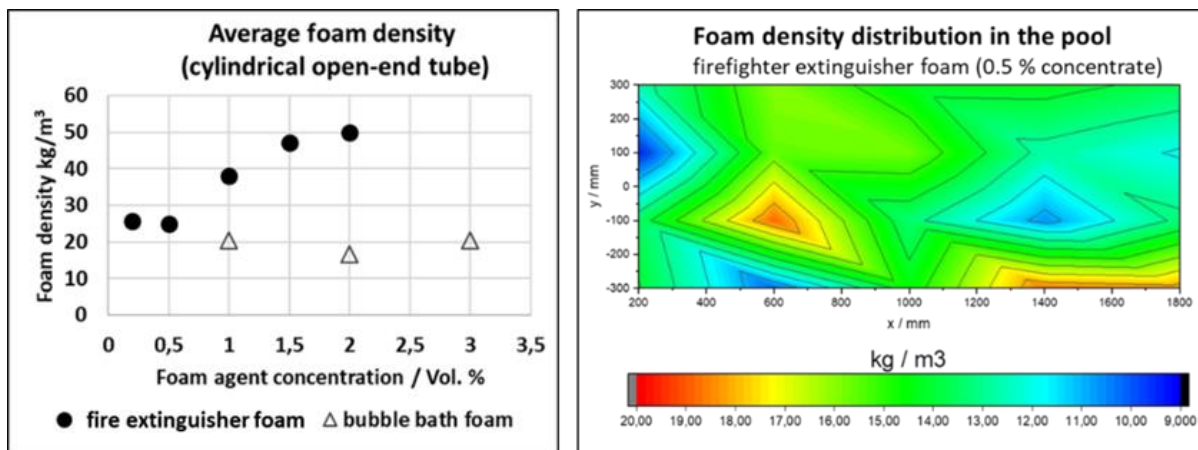 Average foam density
(cylindrical open-end tube)
Foam density kg/m³
60
50
40
30
20
10
0
0 0,5 1 1,5 2 2,5 3 3,5
Foam agent concentration / Vol. %
fire extinguisher foam bubble bath foam
Foam density distribution in the pool
firefighter extinguisher foam (0.5 % concentrate)
y / mm
300
200
100
0
-100
-200
-300
200 400 600 800 1000 1200 1400 1600 1800
x / mm
kg / m3
20,00 19,00 18,00 17,00 16,00 15,00 14,00 13,00 12,00 11,00 10,00 9,000